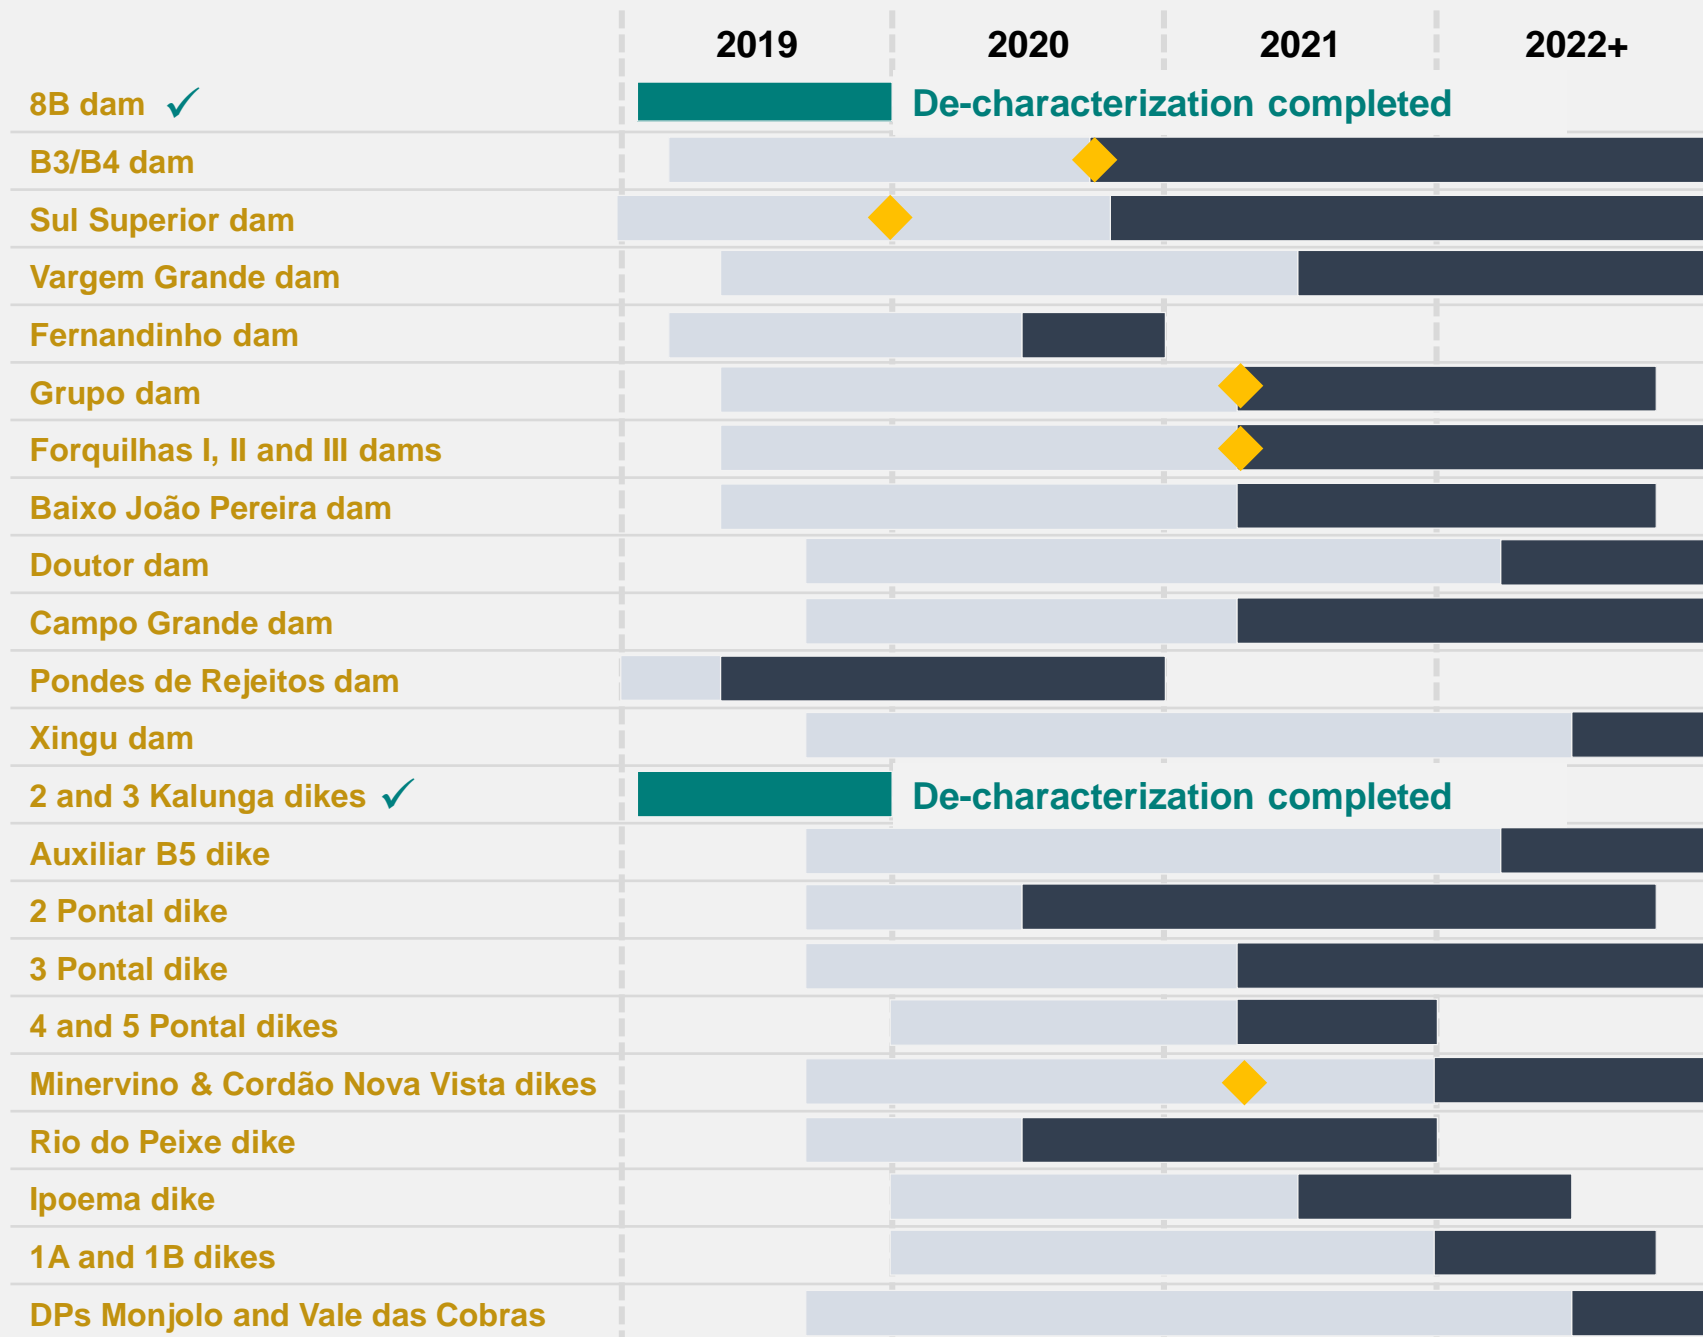 2019 2020 2021 2022+
8B dam ✓ De-characterization completed
B3/B4 dam
Sul Superior dam
Vargem Grande dam
Fernandinho dam
Grupo dam
Forquilhas I, II and III dams
Baixo João Pereira dam
Doutor dam
Campo Grande dam
Pondes de Rejeitos dam
Xingu dam
2 and 3 Kalunga dikes ✓ De-characterization completed
Auxiliar B5 dike
2 Pontal dike
3 Pontal dike
4 and 5 Pontal dikes
Minervino & Cordão Nova Vista dikes
Rio do Peixe dike
Ipoema dike
1A and 1B dikes
DPs Monjolo and Vale das Cobras